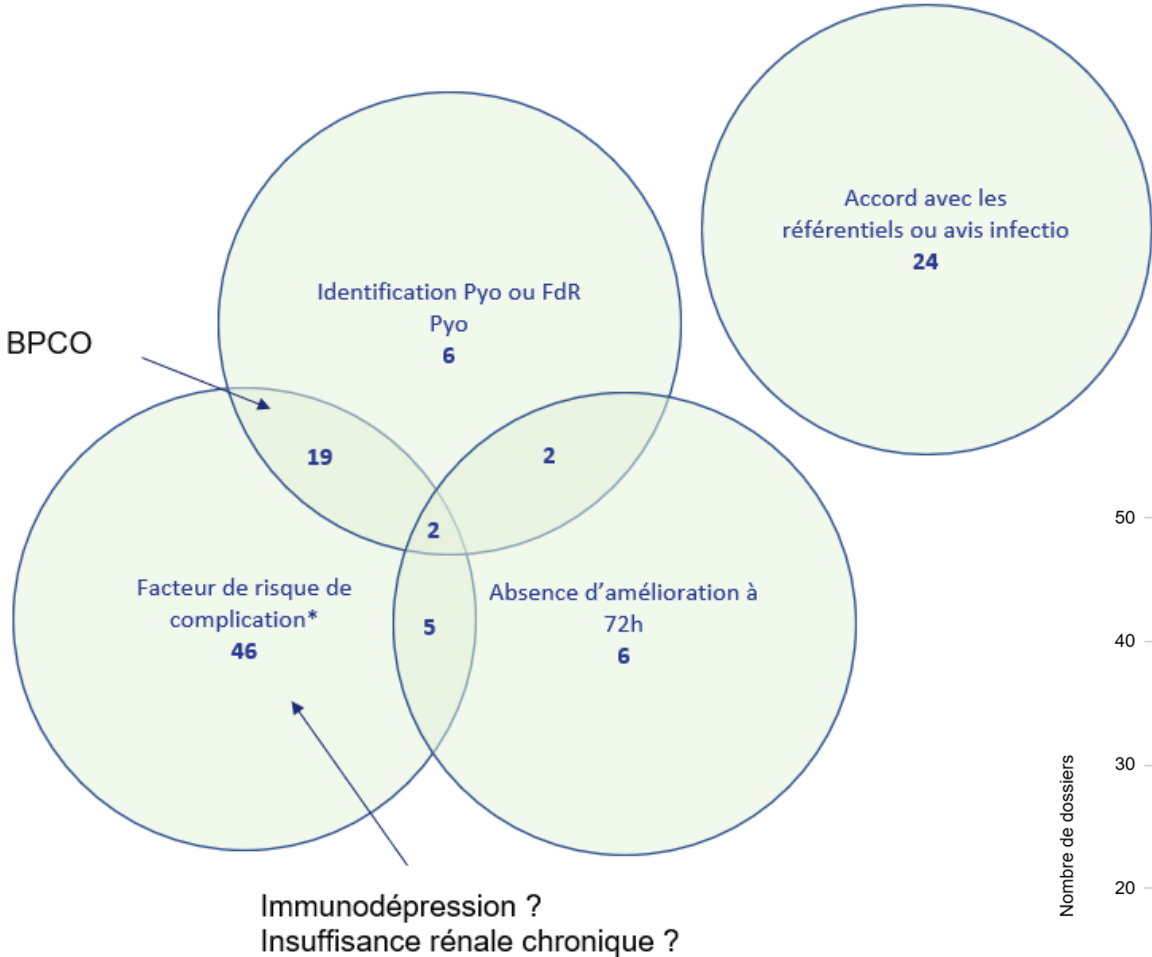 Accord avec les
référentiels ou avis infectio
24
Identification Pyo ou FdR
Pyo
6
BPCO
19
2
2
Facteur de risque de
complication*
46
5
Absence d'amélioration à
72h
6
Immunodépression ?
Insuffisance rénale chronique ?
50
40
30
20
Nombre de dossiers